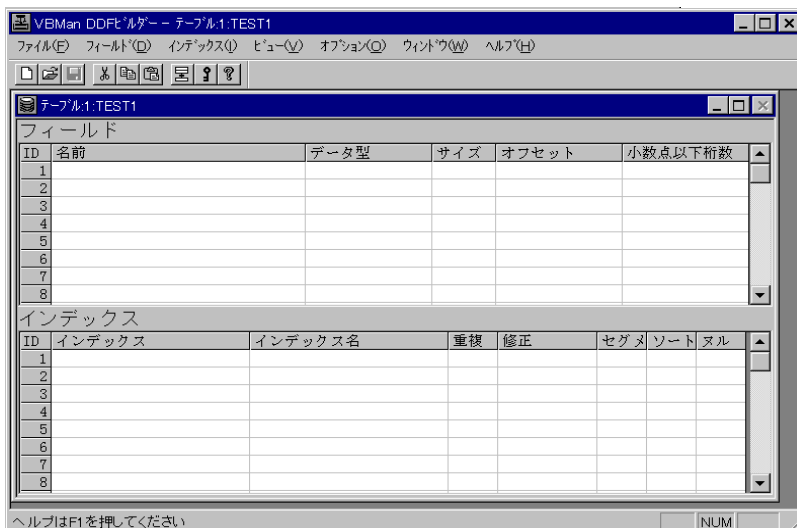 VBMan DDFﾋﾞﾙﾀﾞｰ - ﾃｰﾌﾞﾙ:1:TEST1
ﾌｧｲﾙ(F) ﾌｨｰﾙﾄﾞ(D) ｲﾝﾃﾞｯｸｽ(I) ﾋﾞｭｰ(V) ｵﾌﾟｼｮﾝ(O) ｳｨﾝﾄﾞｳ(W) ﾍﾙﾌﾟ(H)
ﾃｰﾌﾞﾙ:1:TEST1
フィールド
ID 名前 データ型 サイズ オフセット 小数点以下桁数
1
2
3
4
5
6
7
8
インデックス
ID インデックス インデックス名 重複 修正 セグメ ソート ヌル
1
2
3
4
5
6
7
8
ヘルプはF1を押してください NUM